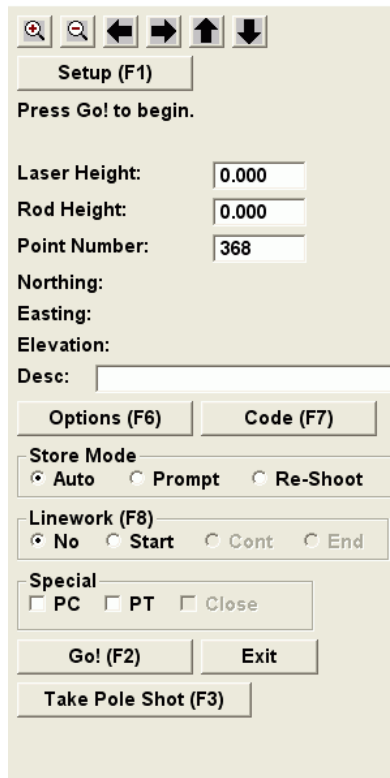 Setup (F1)
Press Go! to begin.
Laser Height: 0.000
Rod Height: 0.000
Point Number: 368
Northing:
Easting:
Elevation:
Desc:
Options (F6) Code (F7)
Store Mode
Auto Prompt Re-Shoot
Linework (F8)
No Start Cont End
Special
PC PT Close
Go! (F2) Exit
Take Pole Shot (F3)